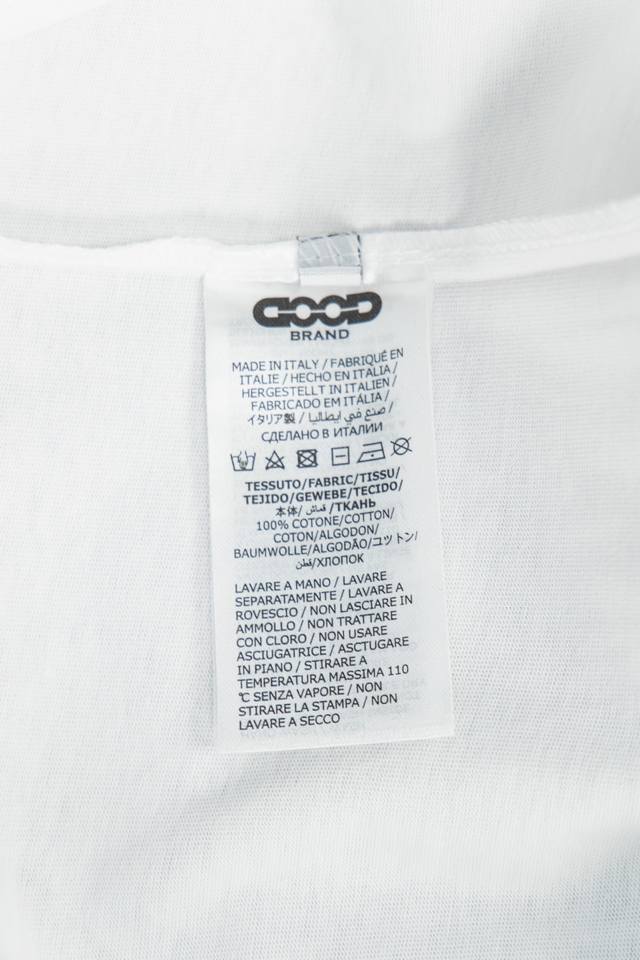 GOOD
BRAND
MADE IN ITALY / FABRIQUÉ EN
ITALIE / HECHO EN ITALIA /
HERGESTELLT IN ITALIEN /
FABRICADO EM ITÁLIA /
イタリア製 / صنع في ايطاليا /
СДЕЛАНО В ИТАЛИИ
TESSUTO/FABRIC/TISSU/
TEJIDO/GEWEBE/TECIDO/
本体/ قماش /ТКАНЬ
100% COTONE/COTTON/
COTON/ALGODON/
BAUMWOLLE/ALGODÃO/コットン/
قطن/ХЛОПОК
LAVARE A MANO / LAVARE
SEPARATAMENTE / LAVARE A
ROVESCIO / NON LASCIARE IN
AMMOLLO / NON TRATTARE
CON CLORO / NON USARE
ASCIUGATRICE / ASCTUGARE
IN PIANO / STIRARE A
TEMPERATURA MASSIMA 110
℃ SENZA VAPORE / NON
STIRARE LA STAMPA / NON
LAVARE A SECCO